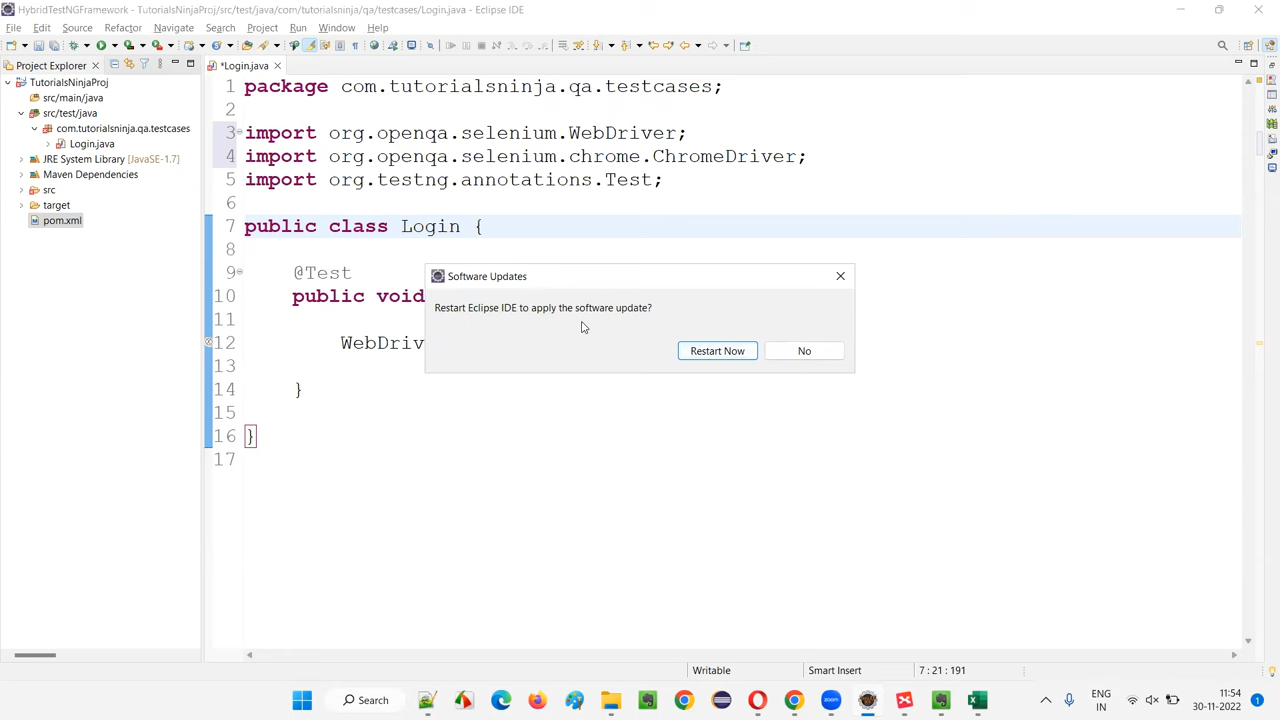 HybridTestNGFramework - TutorialsNinjaProj/src/test/java/com/tutorialsninja/qa/testcases/Login.java - Eclipse IDE
File Edit Source Refactor Navigate Search Project Run Window Help
Project Explorer
*Login.java
TutorialsNinjaProj
src/main/java
src/test/java
com.tutorialsninja.qa.testcases
Login.java
JRE System Library [JavaSE-1.7]
Maven Dependencies
src
target
pom.xml
1 package com.tutorialsninja.qa.testcases;
2
3 import org.openqa.selenium.WebDriver;
4 import org.openqa.selenium.chrome.ChromeDriver;
5 import org.testng.annotations.Test;
6
7 public class Login {
8
9 @Test
10 public void
11
12 WebDriv
13
14 }
15
16 }
17
Software Updates
Restart Eclipse IDE to apply the software update?
Restart Now No
Writable Smart Insert 7 : 21 : 191
Search
zoom
ENG
IN
11:54
30-11-2022
1